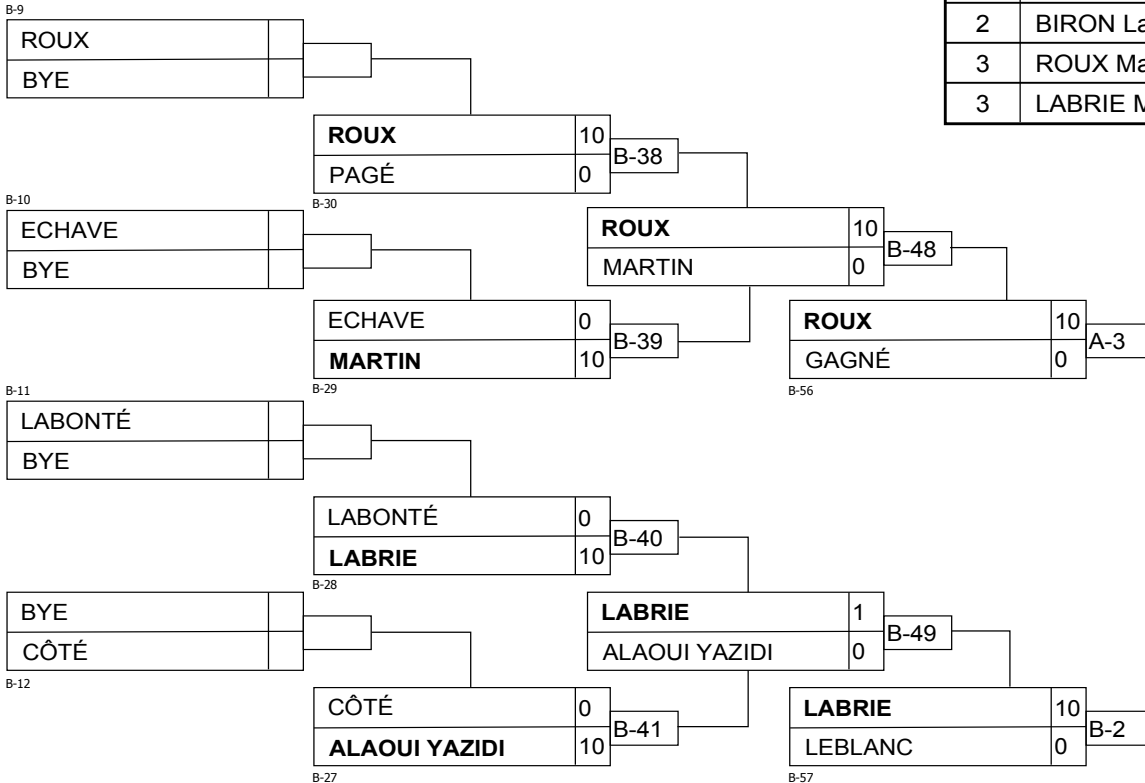 B-9
ROUX
BYE
2 BIRON La
3 ROUX Ma
3 LABRIE M
ROUX 10
PAGÉ 0
B-38
B-30
B-10
ECHAVE
BYE
ROUX 10
MARTIN 0
B-48
ECHAVE 0
MARTIN 10
B-39
B-29
ROUX 10
GAGNÉ 0
A-3
B-56
B-11
LABONTÉ
BYE
LABONTÉ 0
LABRIE 10
B-40
B-28
BYE
CÔTÉ
B-12
LABRIE 1
ALAOUI YAZIDI 0
B-49
CÔTÉ 0
ALAOUI YAZIDI 10
B-41
B-27
LABRIE 10
LEBLANC 0
B-2
B-57